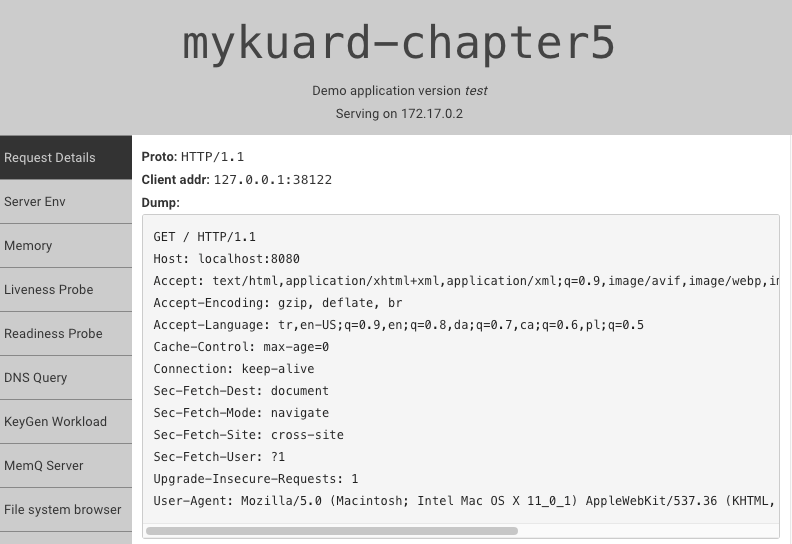 mykuard-chapter5
Demo application version test
Serving on 172.17.0.2
Request Details
Server Env
Memory
Liveness Probe
Readiness Probe
DNS Query
KeyGen Workload
MemQ Server
File system browser
Proto: HTTP/1.1
Client addr: 127.0.0.1:38122
Dump:
GET / HTTP/1.1
Host: localhost:8080
Accept: text/html,application/xhtml+xml,application/xml;q=0.9,image/avif,image/webp,
Accept-Encoding: gzip, deflate, br
Accept-Language: tr,en-US;q=0.9,en;q=0.8,da;q=0.7,ca;q=0.6,pl;q=0.5
Cache-Control: max-age=0
Connection: keep-alive
Sec-Fetch-Dest: document
Sec-Fetch-Mode: navigate
Sec-Fetch-Site: cross-site
Sec-Fetch-User: ?1
Upgrade-Insecure-Requests: 1
User-Agent: Mozilla/5.0 (Macintosh; Intel Mac OS X 11_0_1) AppleWebKit/537.36 (KHTML,